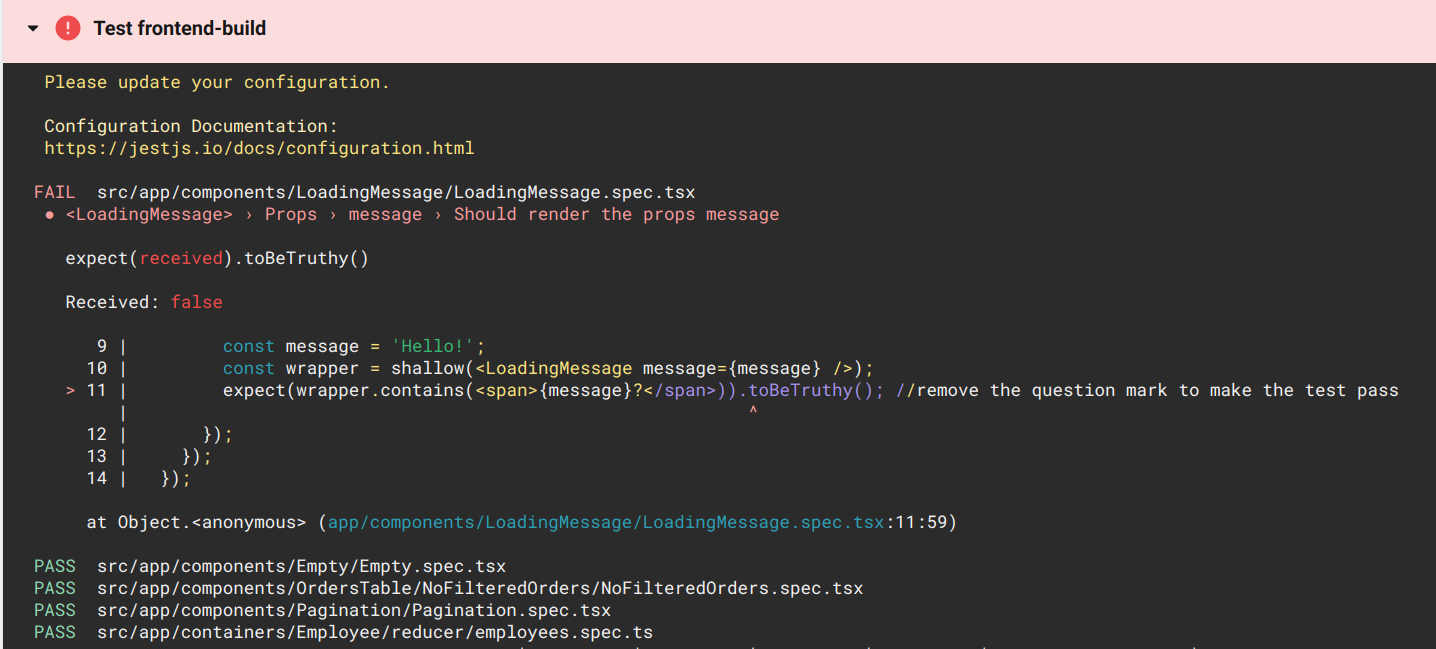 Test frontend-build
Please update your configuration.
Configuration Documentation:
https://jestjs.io/docs/configuration.html
FAIL  src/app/components/LoadingMessage/LoadingMessage.spec.tsx
● <LoadingMessage> › Props › message › Should render the props message
expect(received).toBeTruthy()
Received: false
9 |         const message = 'Hello!';
10 |         const wrapper = shallow(<LoadingMessage message={message} />);
> 11 |         expect(wrapper.contains(<span>{message}?</span>)).toBeTruthy(); //remove the question mark to make the test pass
|                                                           ^
12 |       });
13 |     });
14 |   });
at Object.<anonymous> (app/components/LoadingMessage/LoadingMessage.spec.tsx:11:59)
PASS  src/app/components/Empty/Empty.spec.tsx
PASS  src/app/components/OrdersTable/NoFilteredOrders/NoFilteredOrders.spec.tsx
PASS  src/app/components/Pagination/Pagination.spec.tsx
PASS  src/app/containers/Employee/reducer/employees.spec.ts